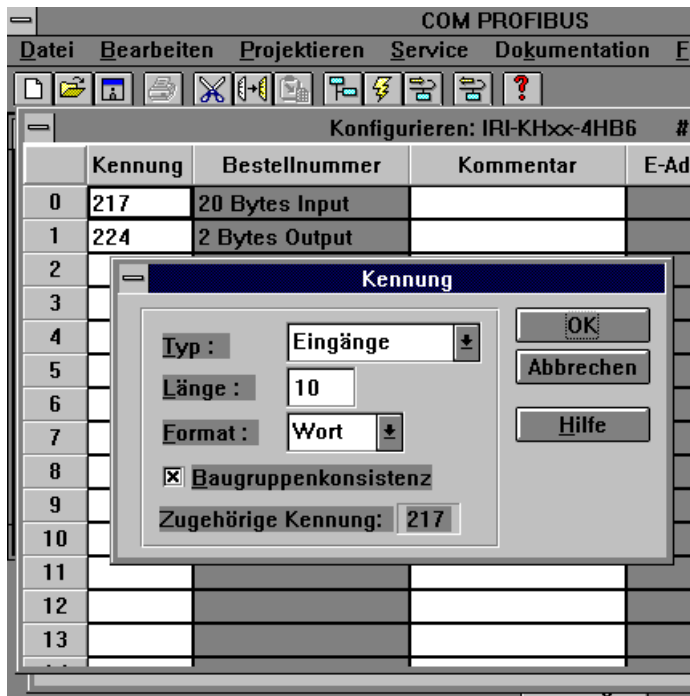 COM PROFIBUS
Datei Bearbeiten Projektieren Service Dokumentation F
Konfigurieren: IRI-KHxx-4HB6 #
Kennung Bestellnummer Kommentar E-Ad
0 217 20 Bytes Input
1 224 2 Bytes Output
2
Kennung
3
4
5
6
7
8
9
10
11
12
13
Typ : Eingänge
OK
Länge : 10
Abbrechen
Format : Wort
Hilfe
Baugruppenkonsistenz
Zugehörige Kennung: 217